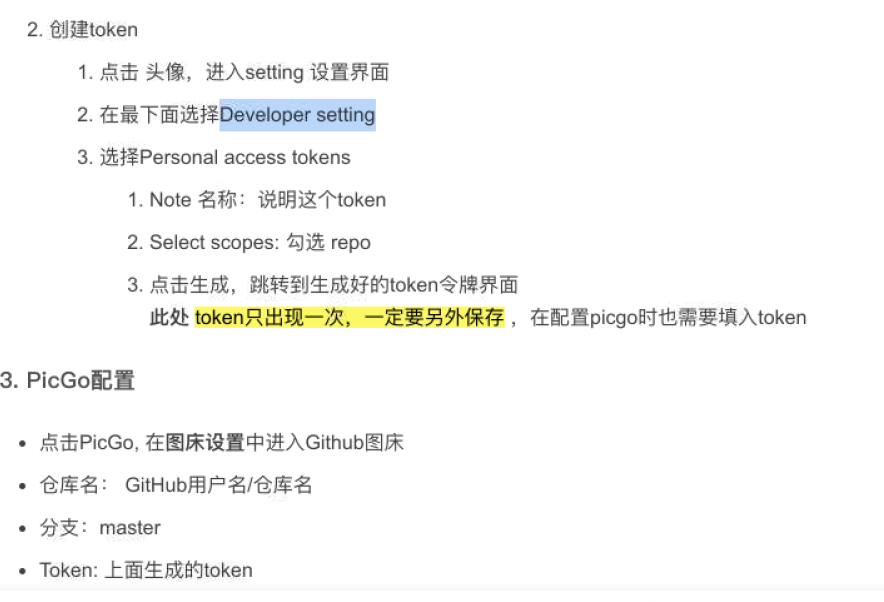 2. 创建token
1. 点击 头像，进入setting 设置界面
2. 在最下面选择Developer setting
3. 选择Personal access tokens
1. Note 名称：说明这个token
2. Select scopes: 勾选 repo
3. 点击生成，跳转到生成好的token令牌界面
此处 token只出现一次，一定要另外保存 ，在配置picgo时也需要填入token
3. PicGo配置
• 点击PicGo, 在图床设置中进入Github图床
• 仓库名： GitHub用户名/仓库名
• 分支：master
• Token: 上面生成的token